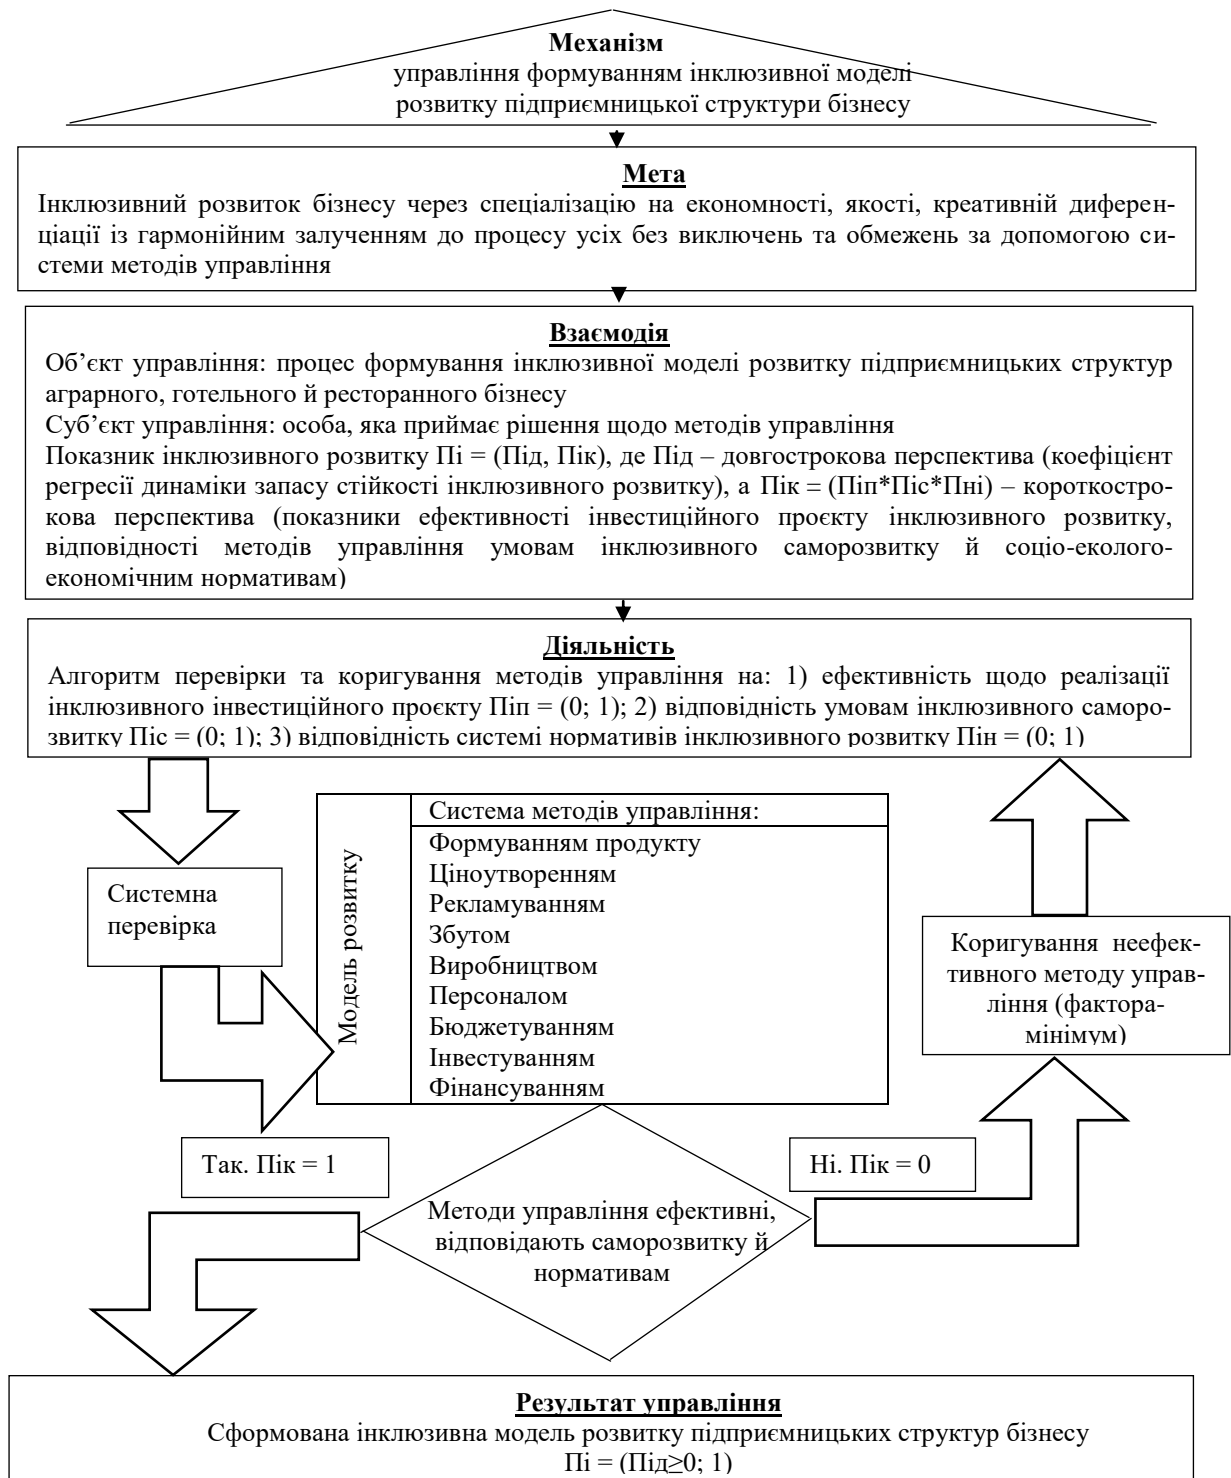 Механізм
управління формуванням інклюзивної моделі
розвитку підприємницької структури бізнесу
Мета
Інклюзивний розвиток бізнесу через спеціалізацію на економності, якості, креативній диферен-
ціації із гармонійним залученням до процесу усіх без виключень та обмежень за допомогою си-
стеми методів управління
Взаємодія
Об’єкт управління: процес формування інклюзивної моделі розвитку підприємницьких структур
аграрного, готельного й ресторанного бізнесу
Суб’єкт управління: особа, яка приймає рішення щодо методів управління
Показник інклюзивного розвитку Пі = (Під, Пік), де Під – довгострокова перспектива (коефіцієнт
регресії динаміки запасу стійкості інклюзивного розвитку), а Пік = (Піп*Піс*Пні) – короткостро-
кова перспектива (показники ефективності інвестиційного проєкту інклюзивного розвитку,
відповідності методів управління умовам інклюзивного саморозвитку й соціо-еколого-
економічним нормативам)
Діяльність
Алгоритм перевірки та коригування методів управління на: 1) ефективність щодо реалізації
інклюзивного інвестиційного проєкту Піп = (0; 1); 2) відповідність умовам інклюзивного саморо-
звитку Піс = (0; 1); 3) відповідність системі нормативів інклюзивного розвитку Пін = (0; 1)
Системна
перевірка
Модель розвитку
Система методів управління:
Формуванням продукту
Ціноутворенням
Рекламуванням
Збутом
Виробництвом
Персоналом
Бюджетуванням
Інвестуванням
Фінансуванням
Коригування неефек-
тивного методу управ-
ління (фактора-
мінімум)
Так. Пік = 1
Ні. Пік = 0
Методи управління ефективні,
відповідають саморозвитку й
нормативам
Результат управління
Сформована інклюзивна модель розвитку підприємницьких структур бізнесу
Пі = (Під≥0; 1)